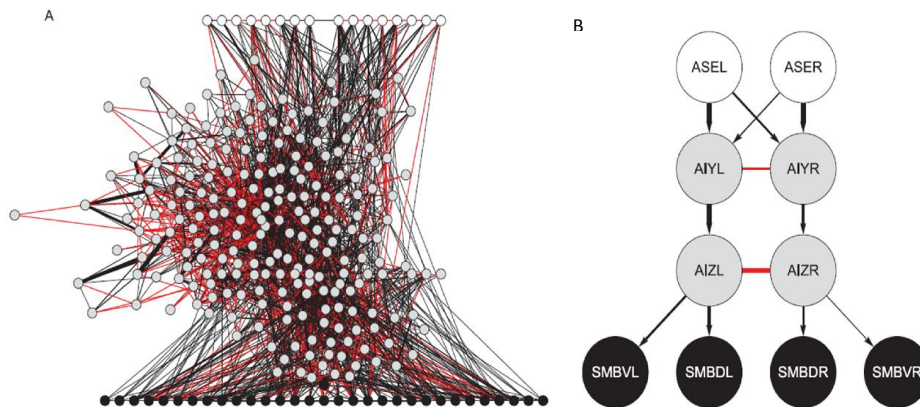 A
B
ASEL ASER
AIYL AIYR
AIZL AIZR
SMBVL SMBDL SMBDR SMBVR